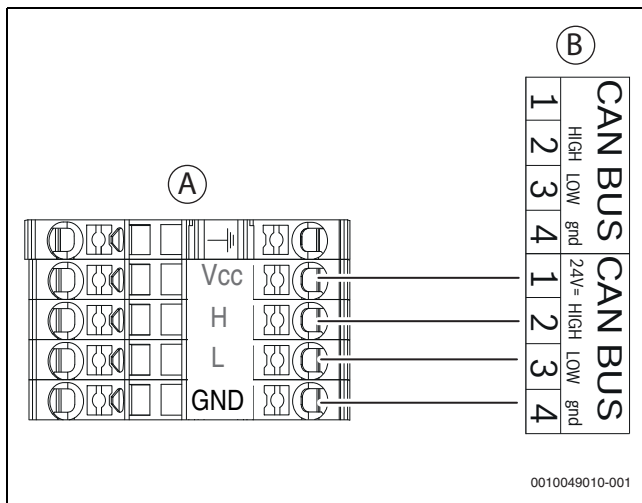 B
A
CAN BUS
1
2 HIGH
3 LOW
4 gnd
CAN BUS
1 24V=
2 HIGH
3 LOW
4 gnd
Vcc
H
L
GND
0010049010-001